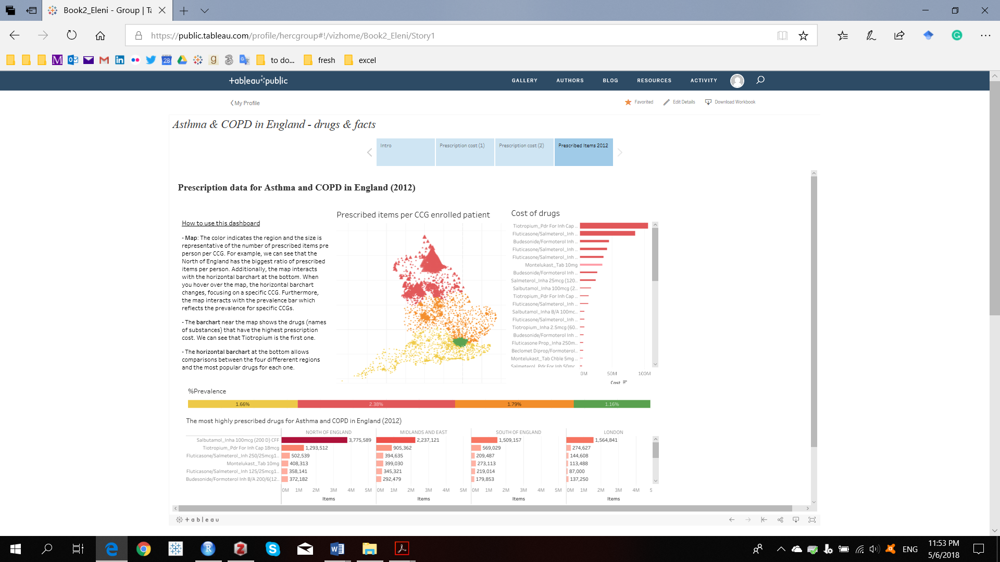 Book2_Eleni - Group | Ta
https://public.tableau.com/profile/hercgroup#!/vizhome/Book2_Eleni/Story1
to do...
fresh
excel
+ableau public
GALLERY
AUTHORS
BLOG
RESOURCES
ACTIVITY
My Profile
Favorited
Edit Details
Download Workbook
Asthma & COPD in England - drugs & facts
Intro
Prescription cost (1)
Prescription cost (2)
Prescribed Items 2012
Prescription data for Asthma and COPD in England (2012)
How to use this dashboard
- Map: The color indicates the region and the size is
representative of the number of prescribed items pre
person per CCG. For example, we can see that the
North of England has the biggest ratio of prescribed
items per person. Additionally, the map interacts
with the horizontal barchart at the bottom. When
you hover over the map, the horizontal barchart
changes, focusing on a specific CCG. Furthermore,
the map interacts with the prevalence bar which
reflects the prevalence for specific CCGs.
- The barchart near the map shows the drugs (names
of substances) that have the highest prescription
cost. We can see that Tiotropium is the first one.
- The horizontal barchart at the bottom allows
comparisons between the four differerent regions
and the most popular drugs for each one.
Prescribed items per CCG enrolled patient
Cost of drugs
Tiotropium_Pdr For Inh Cap ..
Fluticasone/Salmeterol_Inh ..
Budesonide/Formoterol Inh ..
Fluticasone/Salmeterol_Inh ..
Fluticasone/Salmeterol_Inh ..
Montelukast_Tab 10mg
Budesonide/Formoterol Inh ..
Salmeterol_Inha 25mcg (120..
Salbutamol_Inha 100mcg (2..
Tiotropium_Pdr For Inh Cap ..
Fluticasone/Salmeterol_Inh ..
Salbutamol_Inha B/A 100mc..
Fluticasone/Salmeterol_Inh ..
Tiotropium_Inha 2.5mcg (60..
Budesonide/Formoterol Inh ..
Fluticasone Prop_Inha 250m..
Beclomet Diprop/Formoterol..
Montelukast_Tab Chble 5mg ..
Salmeterol_Pdr For Inh 50mc..
0M 50M 100M
Cost
%Prevalence
1.66% 2.38% 1.79% 1.16%
The most highly prescribed drugs for Asthma and COPD in England (2012)
NORTH OF ENGLAND MIDLANDS AND EAST SOUTH OF ENGLAND LONDON
Salbutamol_Inha 100mcg (200 D) CFF 3,775,589 2,237,121 1,509,157 1,564,841
Tiotropium_Pdr For Inh Cap 18mcg 1,293,512 905,362 569,029 274,627
Fluticasone/Salmeterol_Inh 250/25mcg1.. 502,539 394,635 209,487 144,608
Montelukast_Tab 10mg 408,313 399,030 273,113 113,488
Fluticasone/Salmeterol_Inh 125/25mcg1.. 358,141 345,321 219,014 87,000
Budesonide/Formoterol Inh B/A 200/6(12.. 372,182 292,479 179,853 137,250
0M 1M 2M 3M 4M 5M 0M 1M 2M 3M 4M 5M 0M 1M 2M 3M 4M 5M 0M 1M 2M 3M 4M 5
Items Items Items Items
+ableau
ENG
11:53 PM
5/6/2018